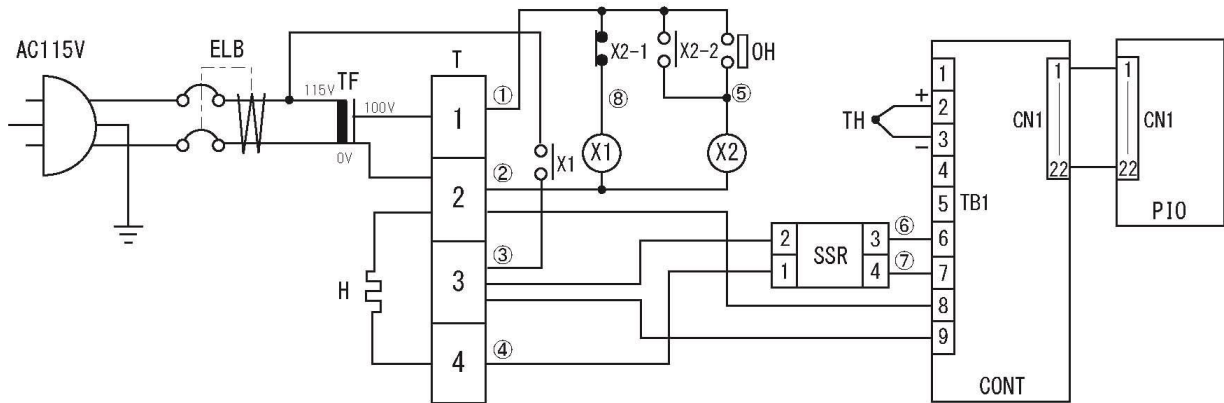 AC115V
ELB
115V
TF
100V
0V
T
1
2
3
4
①
②
③
④
H
X1
X2-1
⑧
X1
X2-2
OH
⑤
X2
TH
+
−
2
1
SSR
3
4
⑥
⑦
1
2
3
4
5
6
7
8
9
TB1
CONT
1
CN1
22
1
CN1
22
PIO